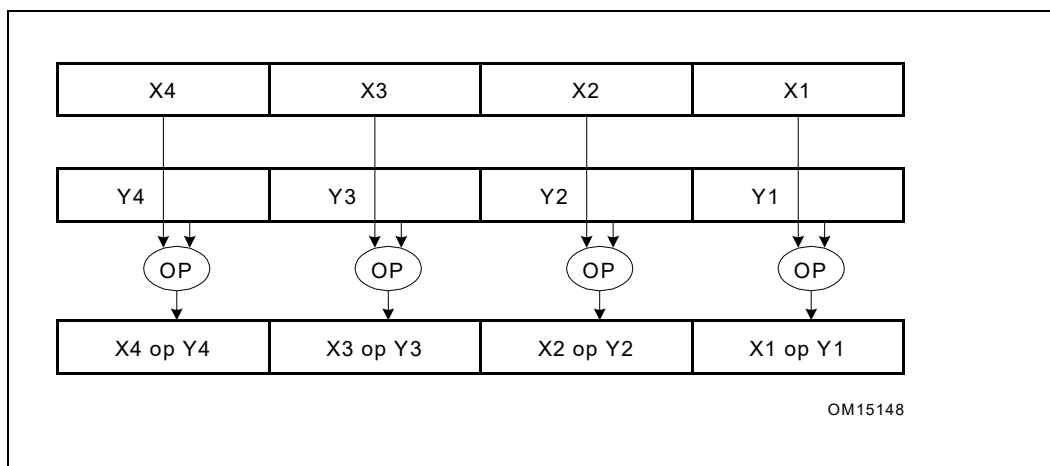 X4 X3 X2 X1
Y4 Y3 Y2 Y1
OP OP OP OP
X4 op Y4 X3 op Y3 X2 op Y2 X1 op Y1
OM15148